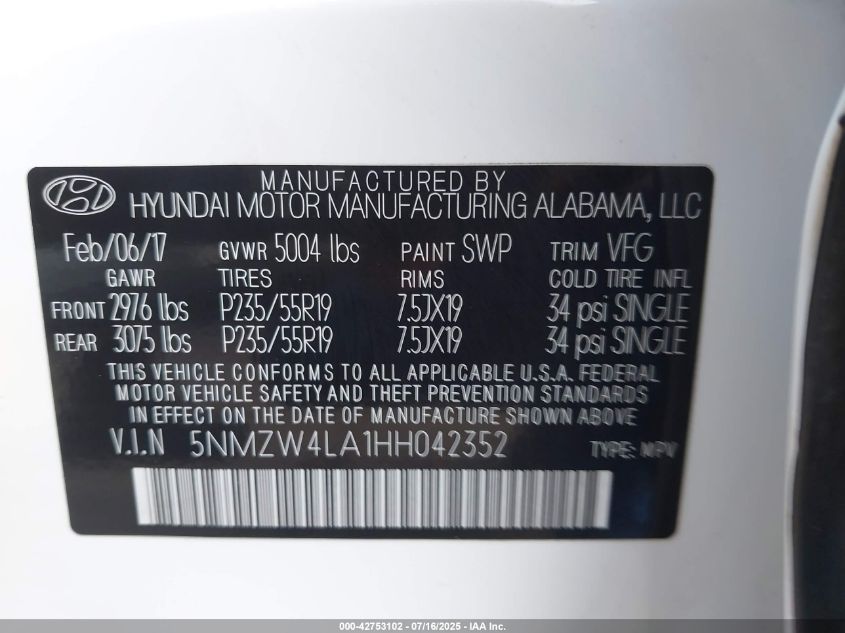 MANUFACTURED BY
HYUNDAI MOTOR MANUFACTURING ALABAMA, LLC
Feb/06/17 GVWR 5004 lbs PAINT SWP TRIM VFG
GAWR TIRES RIMS COLD TIRE INFL
FRONT 2976 lbs P235/55R19 7.5JX19 34 psi SINGLE
REAR 3075 lbs P235/55R19 7.5JX19 34 psi SINGLE
THIS VEHICLE CONFORMS TO ALL APPLICABLE U.S.A. FEDERAL
MOTOR VEHICLE SAFETY AND THEFT PREVENTION STANDARDS
IN EFFECT ON THE DATE OF MANUFACTURE SHOWN ABOVE.
V.I.N 5NMZW4LA1HH042352 TYPE: MPV
000-42753102 - 07/16/2025 - IAA Inc.